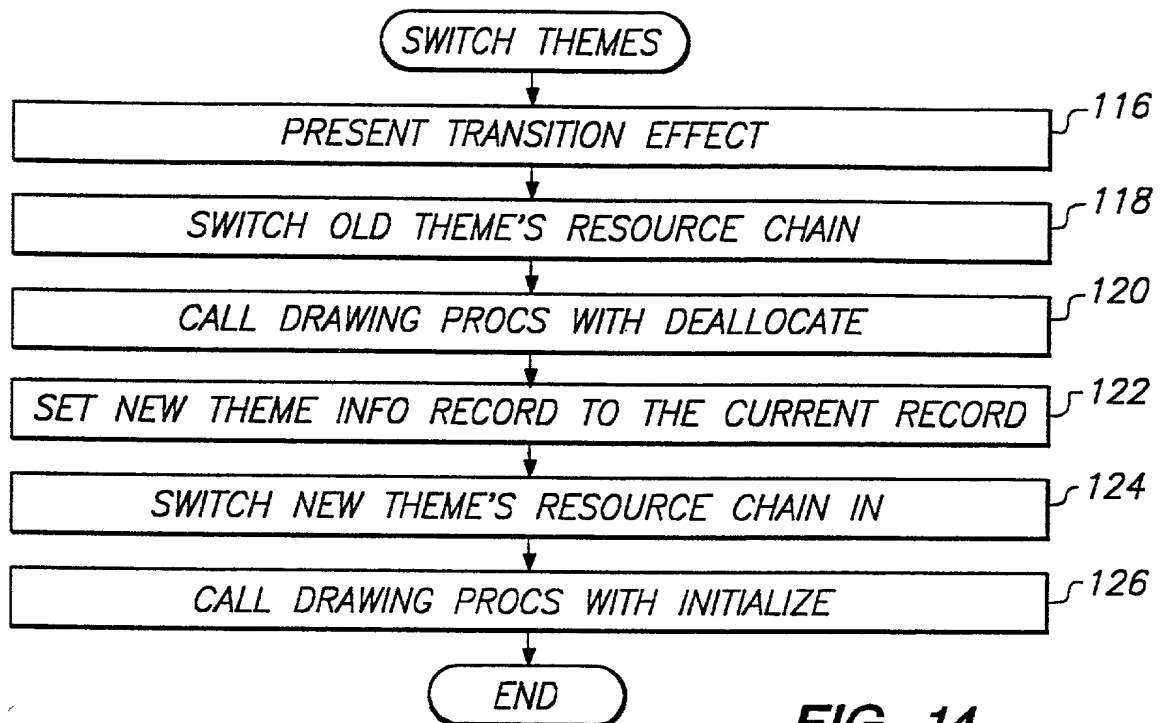 SWITCH THEMES
PRESENT TRANSITION EFFECT
116
SWITCH OLD THEME'S RESOURCE CHAIN
118
CALL DRAWING PROCS WITH DEALLOCATE
120
SET NEW THEME INFO RECORD TO THE CURRENT RECORD
122
SWITCH NEW THEME'S RESOURCE CHAIN IN
124
CALL DRAWING PROCS WITH INITIALIZE
126
END
FIG. 14